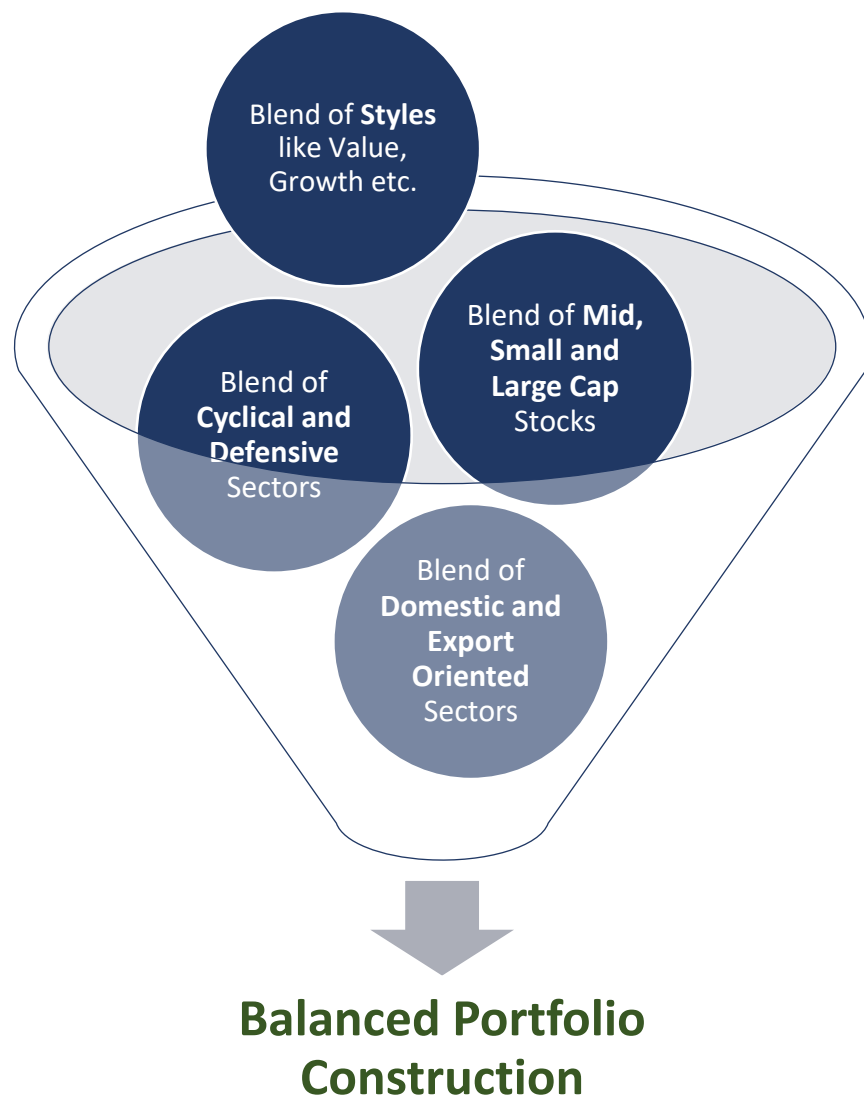 Blend of Styles
like Value,
Growth etc.
Blend of Mid,
Small and
Large Cap
Stocks
Blend of
Cyclical and
Defensive
Sectors
Blend of
Domestic and
Export
Oriented
Sectors
Balanced Portfolio
Construction